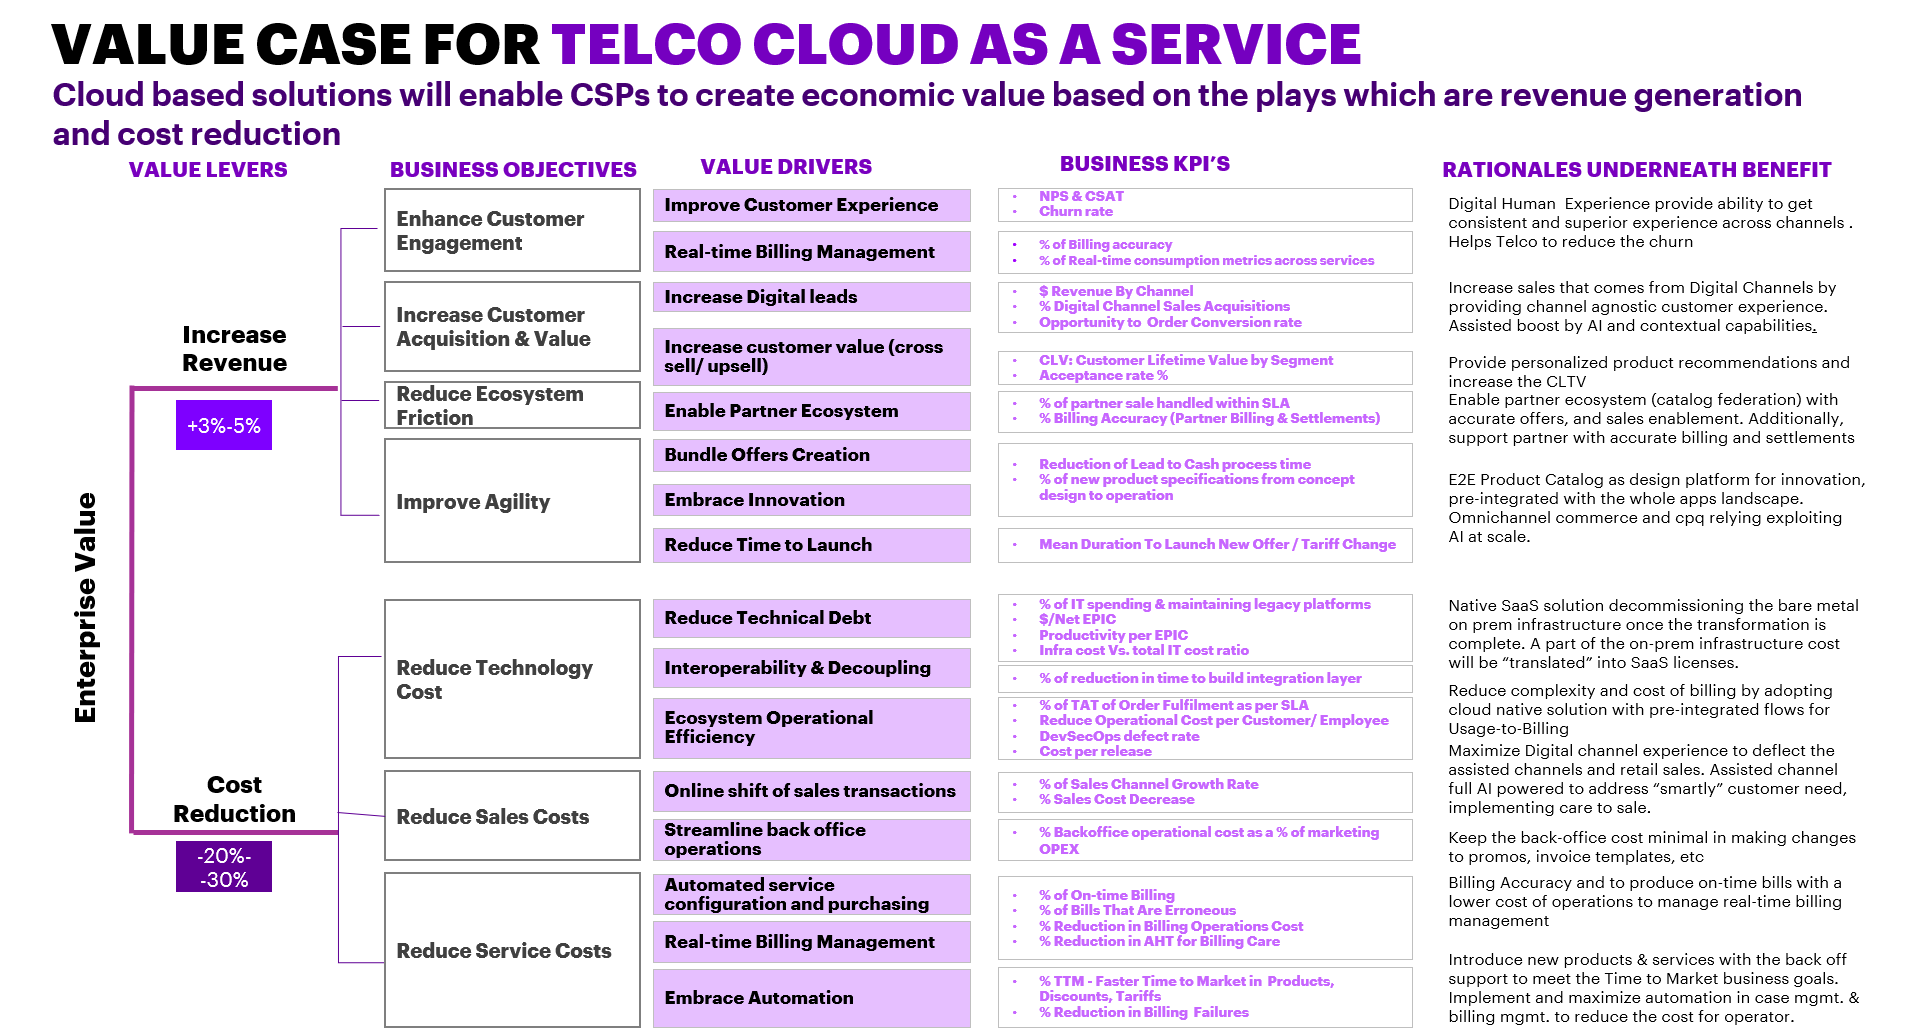 VALUE CASE FOR TELCO CLOUD AS A SERVICE
Cloud based solutions will enable CSPs to create economic value based on the plays which are revenue generation
and cost reduction
VALUE LEVERS
BUSINESS OBJECTIVES
VALUE DRIVERS
BUSINESS KPI’S
RATIONALES UNDERNEATH BENEFIT
Enterprise Value
Increase
Revenue
+3%-5%
Enhance Customer
Engagement
Improve Customer Experience
• NPS & CSAT
• Churn rate
Digital Human  Experience provide ability to get
consistent and superior experience across channels .
Helps Telco to reduce the churn
Real-time Billing Management
• % of Billing accuracy
• % of Real-time consumption metrics across services
Increase Customer
Acquisition & Value
Increase Digital leads
• $ Revenue By Channel
• % Digital Channel Sales Acquisitions
• Opportunity to  Order Conversion rate
Increase sales that comes from Digital Channels by
providing channel agnostic customer experience.
Assisted boost by AI and contextual capabilities.
Increase customer value (cross
sell/ upsell)
• CLV: Customer Lifetime Value by Segment
• Acceptance rate %
Provide personalized product recommendations and
increase the CLTV
Reduce Ecosystem
Friction
Enable Partner Ecosystem
• % of partner sale handled within SLA
• % Billing Accuracy (Partner Billing & Settlements)
Enable partner ecosystem (catalog federation) with
accurate offers, and sales enablement. Additionally,
support partner with accurate billing and settlements
Improve Agility
Bundle Offers Creation
Embrace Innovation
• Reduction of Lead to Cash process time
• % of new product specifications from concept
design to operation
E2E Product Catalog as design platform for innovation,
pre-integrated with the whole apps landscape.
Omnichannel commerce and cpq relying exploiting
AI at scale.
Reduce Time to Launch
• Mean Duration To Launch New Offer / Tariff Change
Cost
Reduction
-20%-
-30%
Reduce Technology
Cost
Reduce Technical Debt
• % of IT spending & maintaining legacy platforms
• $/Net EPIC
• Productivity per EPIC
• Infra cost Vs. total IT cost ratio
Native SaaS solution decommissioning the bare metal
on prem infrastructure once the transformation is
complete. A part of the on-prem infrastructure cost
will be “translated” into SaaS licenses.
Interoperability & Decoupling
• % of reduction in time to build integration layer
Ecosystem Operational
Efficiency
• % of TAT of Order Fulfilment as per SLA
• Reduce Operational Cost per Customer/ Employee
• DevSecOps defect rate
• Cost per release
Reduce complexity and cost of billing by adopting
cloud native solution with pre-integrated flows for
Usage-to-Billing
Reduce Sales Costs
Online shift of sales transactions
• % of Sales Channel Growth Rate
• % Sales Cost Decrease
Maximize Digital channel experience to deflect the
assisted channels and retail sales. Assisted channel
full AI powered to address “smartly” customer need,
implementing care to sale.
Streamline back office
operations
• % Backoffice operational cost as a % of marketing
OPEX
Keep the back-office cost minimal in making changes
to promos, invoice templates, etc
Reduce Service Costs
Automated service
configuration and purchasing
Real-time Billing Management
• % of On-time Billing
• % of Bills That Are Erroneous
• % Reduction in Billing Operations Cost
• % Reduction in AHT for Billing Care
Billing Accuracy and to produce on-time bills with a
lower cost of operations to manage real-time billing
management
Embrace Automation
• % TTM - Faster Time to Market in  Products,
Discounts, Tariffs
• % Reduction in Billing  Failures
Introduce new products & services with the back off
support to meet the Time to Market business goals.
Implement and maximize automation in case mgmt. &
billing mgmt. to reduce the cost for operator.